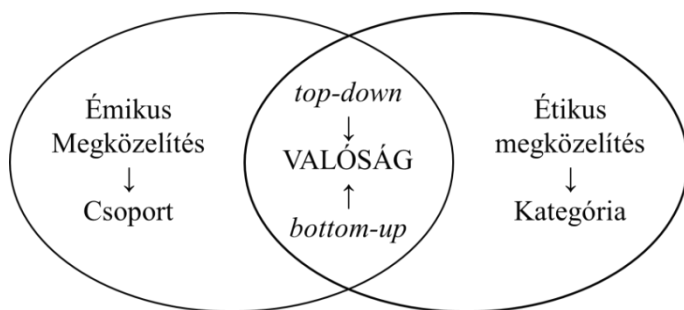 Émikus
Megközelítés
↓
Csoport
top-down
↓
VALÓSÁG
↑
bottom-up
Étikus
megközelítés
↓
Kategória